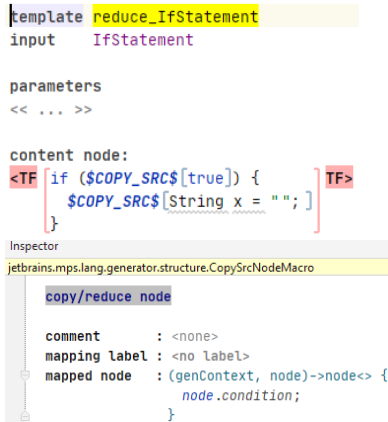 template reduce_IfStatement
input IfStatement
parameters
<< ... >>
content node:
<TF [if ($COPY_SRC$[true]) { TF>
$COPY_SRC$[String x = ""; ]
}]
Inspector
jetbrains.mps.lang.generator.structure.CopySrcNodeMacro
copy/reduce node
comment : <none>
mapping label : <no label>
mapped node : (genContext, node)->node<> {
node.condition;
}